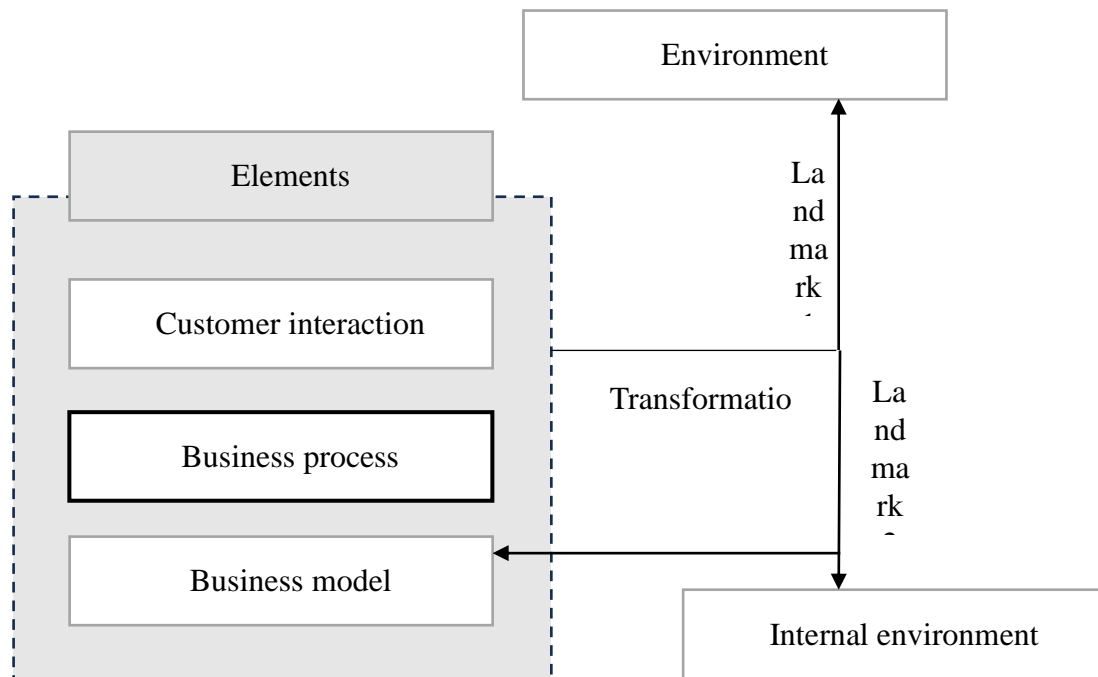 Environment
Elements
La
nd
ma
rk
Customer interaction
Transformatio
La
nd
ma
rk
Business process
Business model
Internal environment